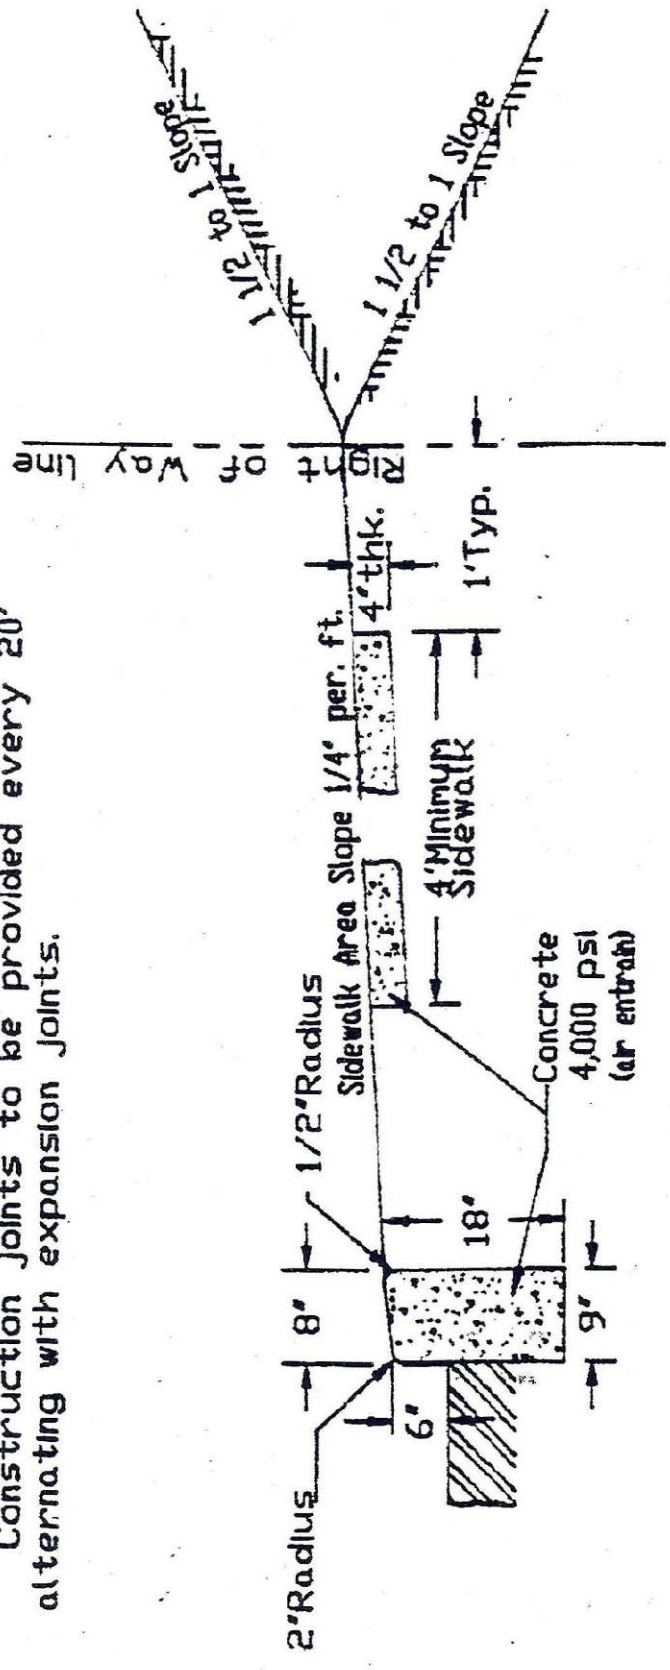 Construction joints to be provided every 20'
alternating with expansion joints.
2"Radius
8"
1/2"Radius
Sidewalk Area Slope 1/4" per. ft.
4" thk.
Right of Way line
1 1/2 to 1 Slope
1 1/2 to 1 Slope
6"
18"
9"
4'Minimum
Sidewalk
1'Typ.
Concrete
4,000 psi
(air entrain)